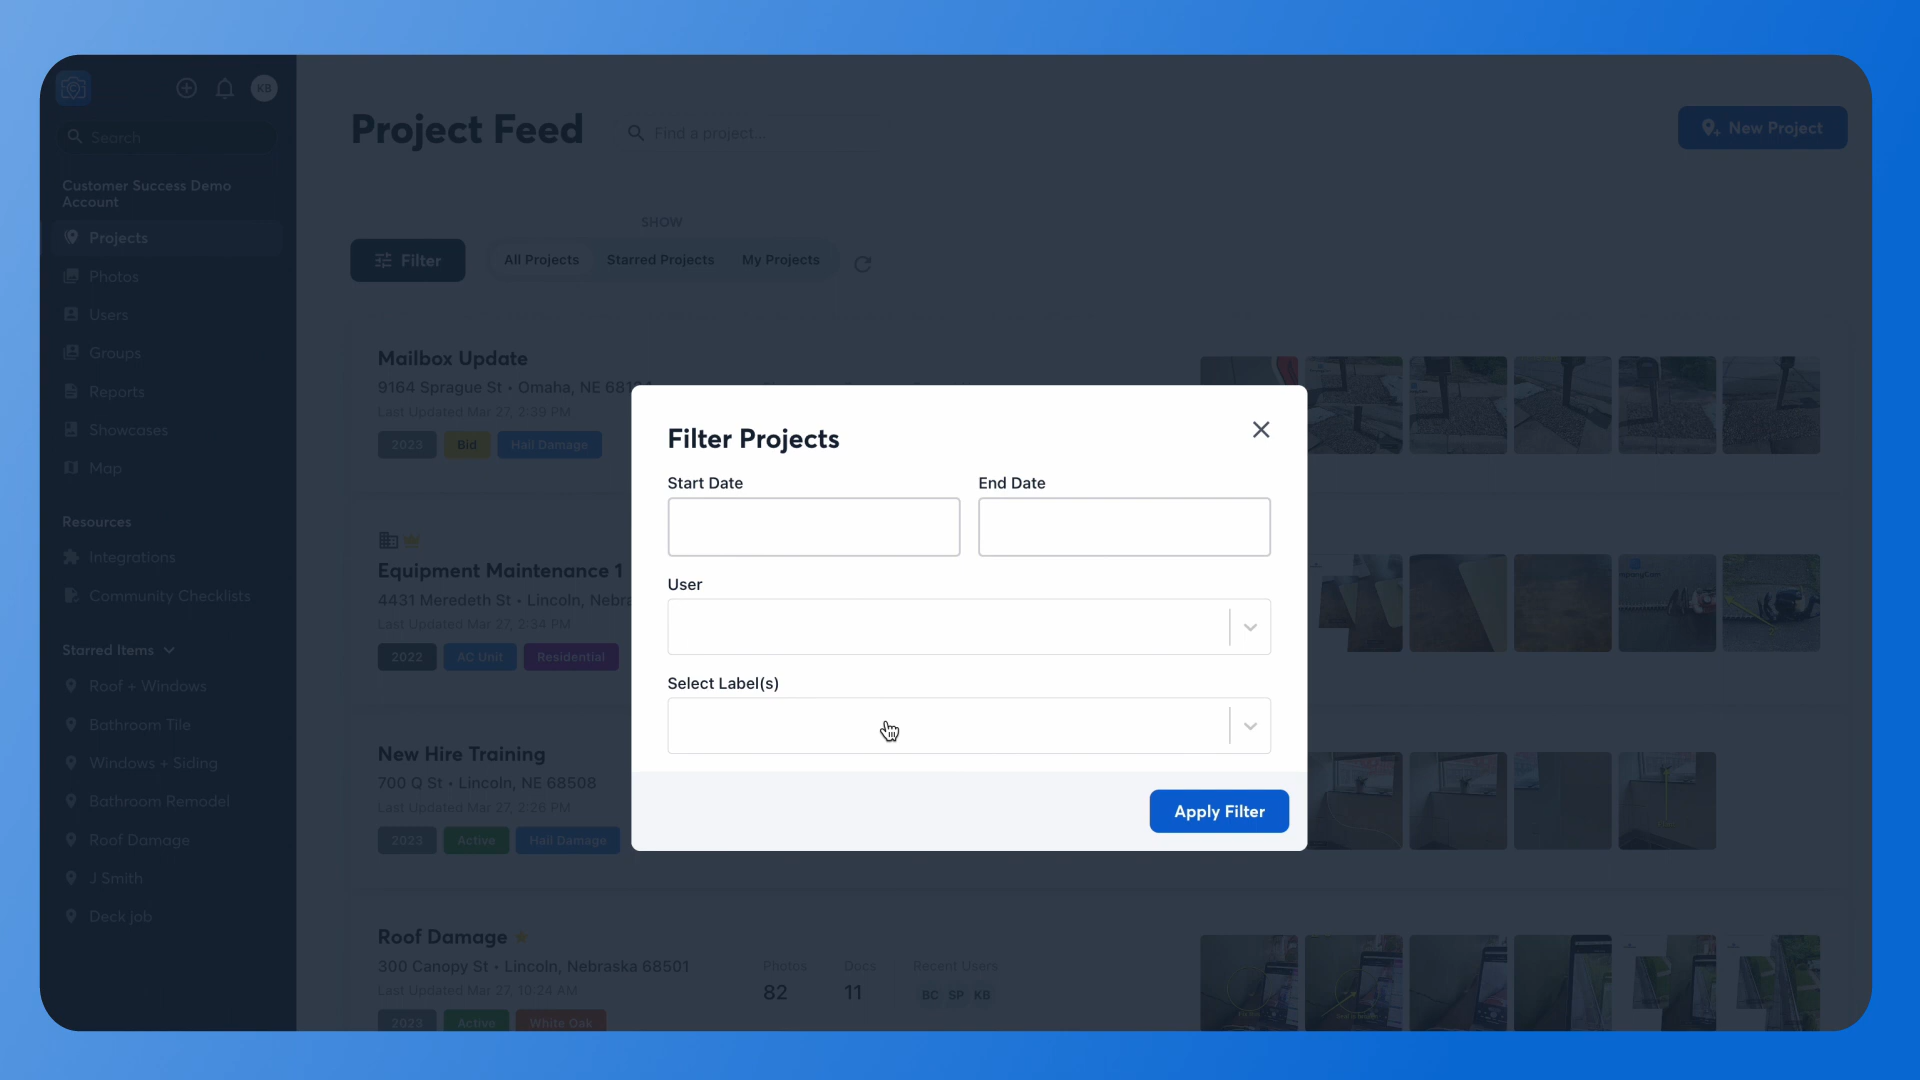 KB
Search
Customer Success Demo
Account
Projects
Photos
Users
Groups
Reports
Showcases
Map
Resources
Integrations
Community Checklists
Starred Items
Roof + Windows
Bathroom Tile
Windows + Siding
Bathroom Remodel
Roof Damage
J Smith
Deck job
Project Feed
Find a project...
New Project
SHOW
Filter
All Projects
Starred Projects
My Projects
Mailbox Update
9164 Sprague St • Omaha, NE
Last Updated Mar 27, 2:39 PM
2023
Bid
Hail Damage
Equipment Maintenance 1
4431 Meredeth St • Lincoln,
Last Updated Mar 27, 2:34 PM
2022
AC Unit
Residential
New Hire Training
700 Q St • Lincoln, NE 68508
Last Updated Mar 27, 2:26 PM
2023
Active
Hail Damage
Roof Damage
300 Canopy St • Lincoln, Nebraska 68501
Last Updated Mar 27, 10:24 AM
2023
Active
White Oak
Photos
82
Docs
11
Recent Users
BC SP KB
Filter Projects
Start Date
End Date
User
Select Label(s)
Apply Filter